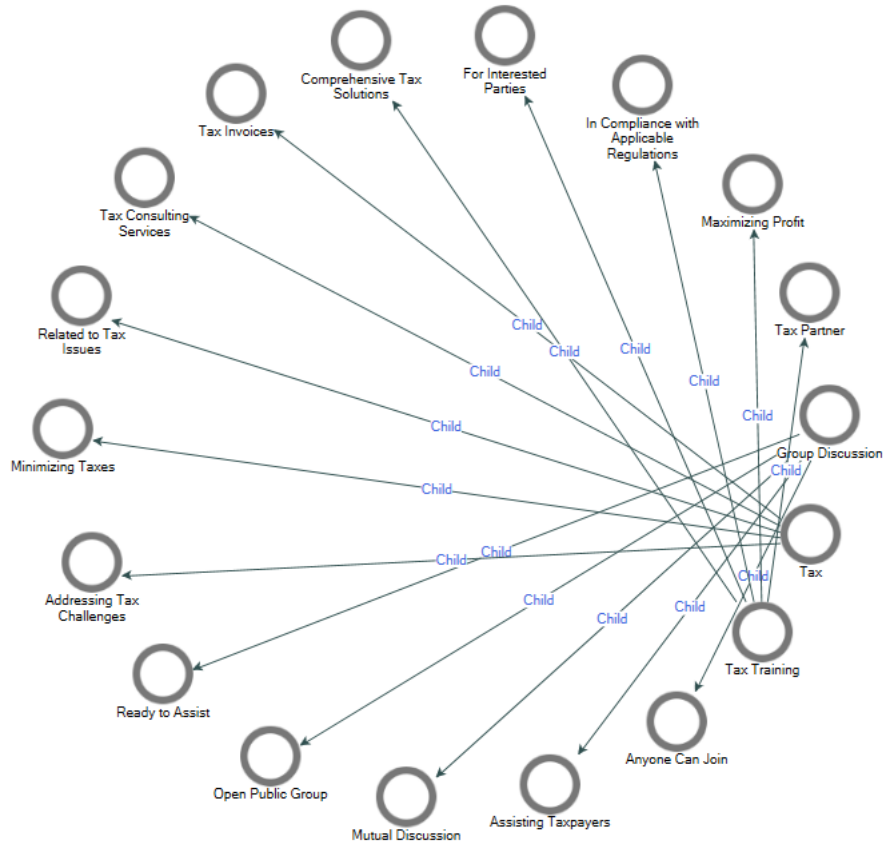 Comprehensive Tax
Solutions
For Interested
Parties
In Compliance with
Applicable
Regulations
Tax Invoices
Maximizing Profit
Tax Consulting
Services
Tax Partner
Related to Tax
Issues
Child
Child
Child
Child
Child
Child
Child
Group Discussion
Minimizing Taxes
Child
Child
Child
Child
Tax
Child
Child
Addressing Tax
Challenges
Child
Child
Child
Tax Training
Ready to Assist
Anyone Can Join
Open Public Group
Assisting Taxpayers
Mutual Discussion